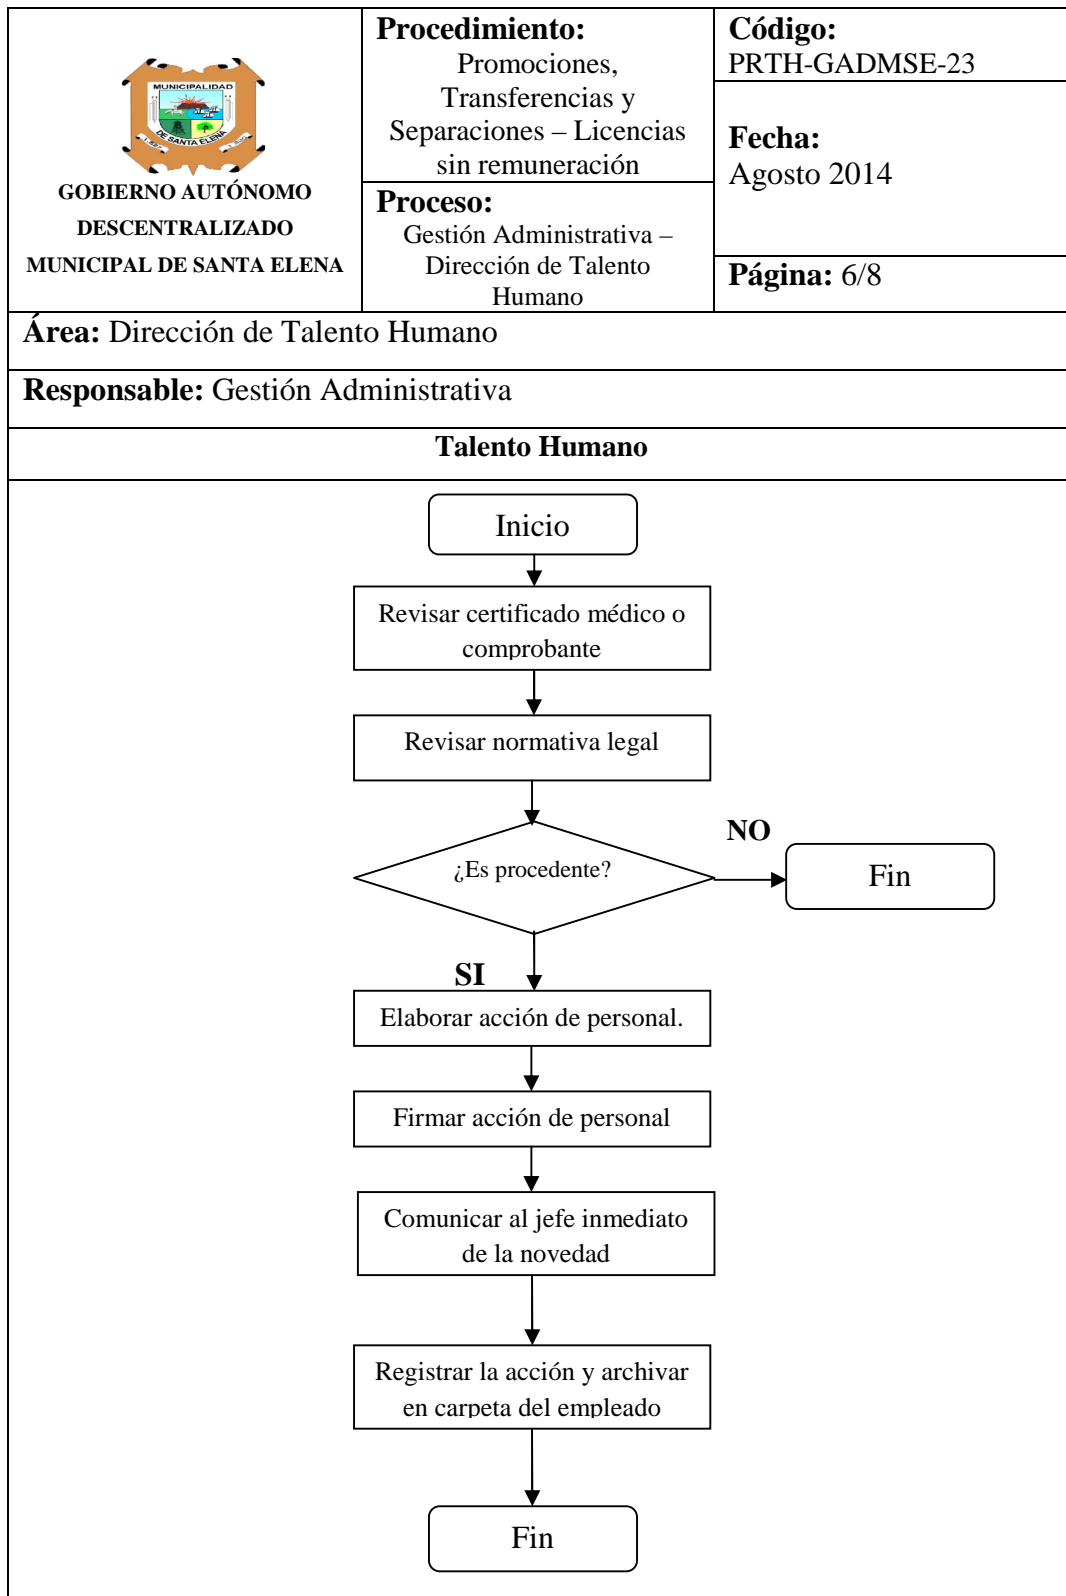 MUNICIPALIDAD
DE SANTA ELENA
GOBIERNO AUTÓNOMO
DESCENTRALIZADO
MUNICIPAL DE SANTA ELENA
Procedimiento:
Promociones,
Transferencias y
Separaciones – Licencias
sin remuneración
Proceso:
Gestión Administrativa –
Dirección de Talento
Humano
Código:
PRTH-GADMSE-23
Fecha:
Agosto 2014
Página: 6/8
Área: Dirección de Talento Humano
Responsable: Gestión Administrativa
Talento Humano
Inicio
Revisar certificado médico o
comprobante
Revisar normativa legal
¿Es procedente?
NO
Fin
SI
Elaborar acción de personal.
Firmar acción de personal
Comunicar al jefe inmediato
de la novedad
Registrar la acción y archivar
en carpeta del empleado
Fin